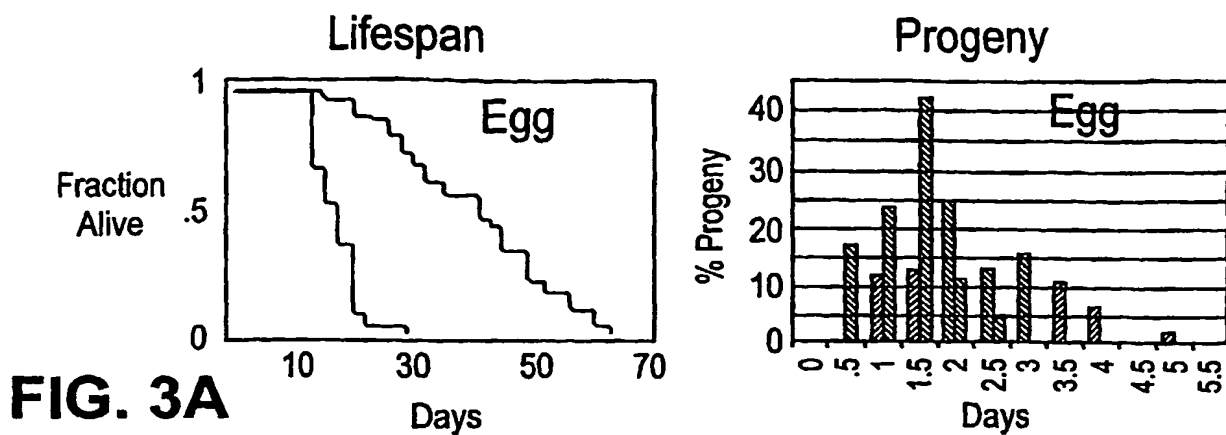 Lifespan
1
Egg
Fraction
Alive
.5
0
10 30 50 70
Days
Progeny
40
Egg
30
% Progeny
20
10
0
0 .5 1 1.5 2 2.5 3 3.5 4 4.5 5 5.5
Days
FIG. 3A